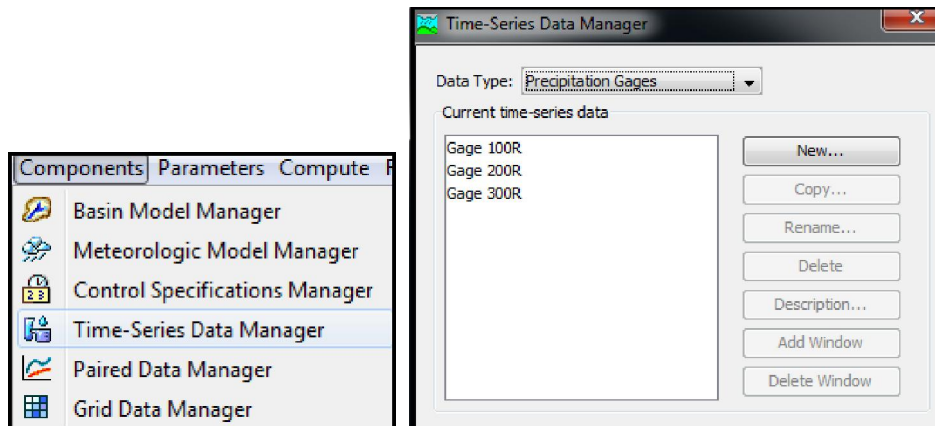 Components Parameters Compute
Basin Model Manager
Meteorologic Model Manager
Control Specifications Manager
Time-Series Data Manager
Paired Data Manager
Grid Data Manager
Time-Series Data Manager
Data Type: Precipitation Gages
Current time-series data
Gage 100R
Gage 200R
Gage 300R
New...
Copy...
Rename...
Delete
Description...
Add Window
Delete Window